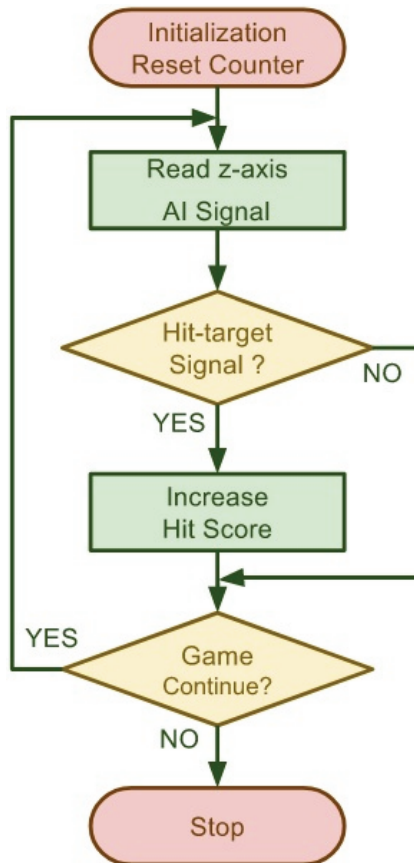 Initialization
Reset Counter
Read z-axis
AI Signal
Hit-target
Signal ?
NO
YES
Increase
Hit Score
YES
Game
Continue?
NO
Stop